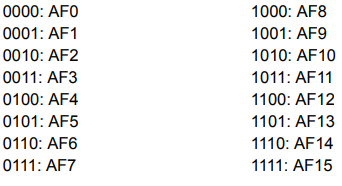 0000: AF0
0001: AF1
0010: AF2
0011: AF3
0100: AF4
0101: AF5
0110: AF6
0111: AF7
1000: AF8
1001: AF9
1010: AF10
1011: AF11
1100: AF12
1101: AF13
1110: AF14
1111: AF15